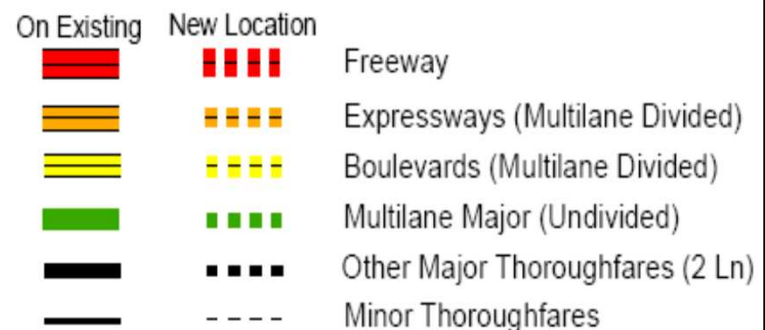 On Existing New Location
Freeway
Expressways (Multilane Divided)
Boulevards (Multilane Divided)
Multilane Major (Undivided)
Other Major Thoroughfares (2 Ln)
Minor Thoroughfares